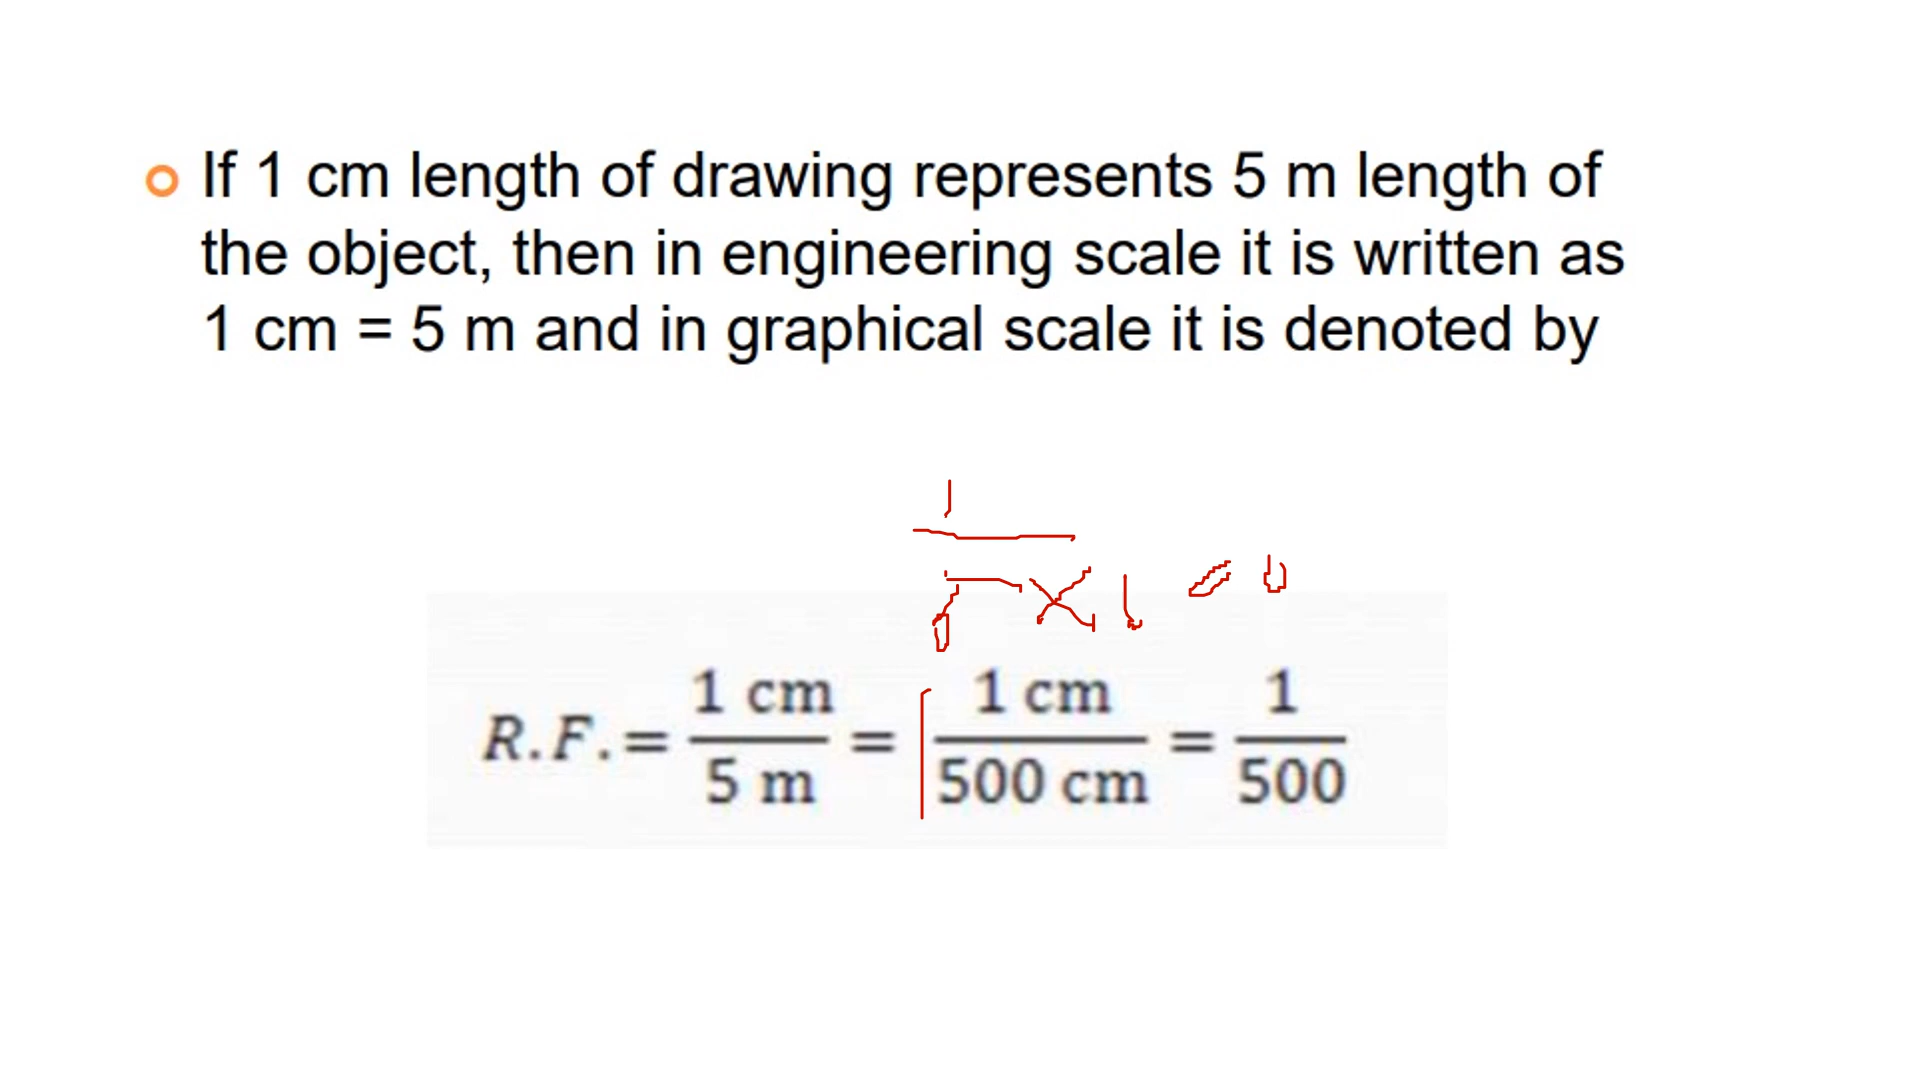 If 1 cm length of drawing represents 5 m length of
the object, then in engineering scale it is written as
1 cm = 5 m and in graphical scale it is denoted by
R.F.= 1 cm / 5 m = 1 cm / 500 cm = 1 / 500